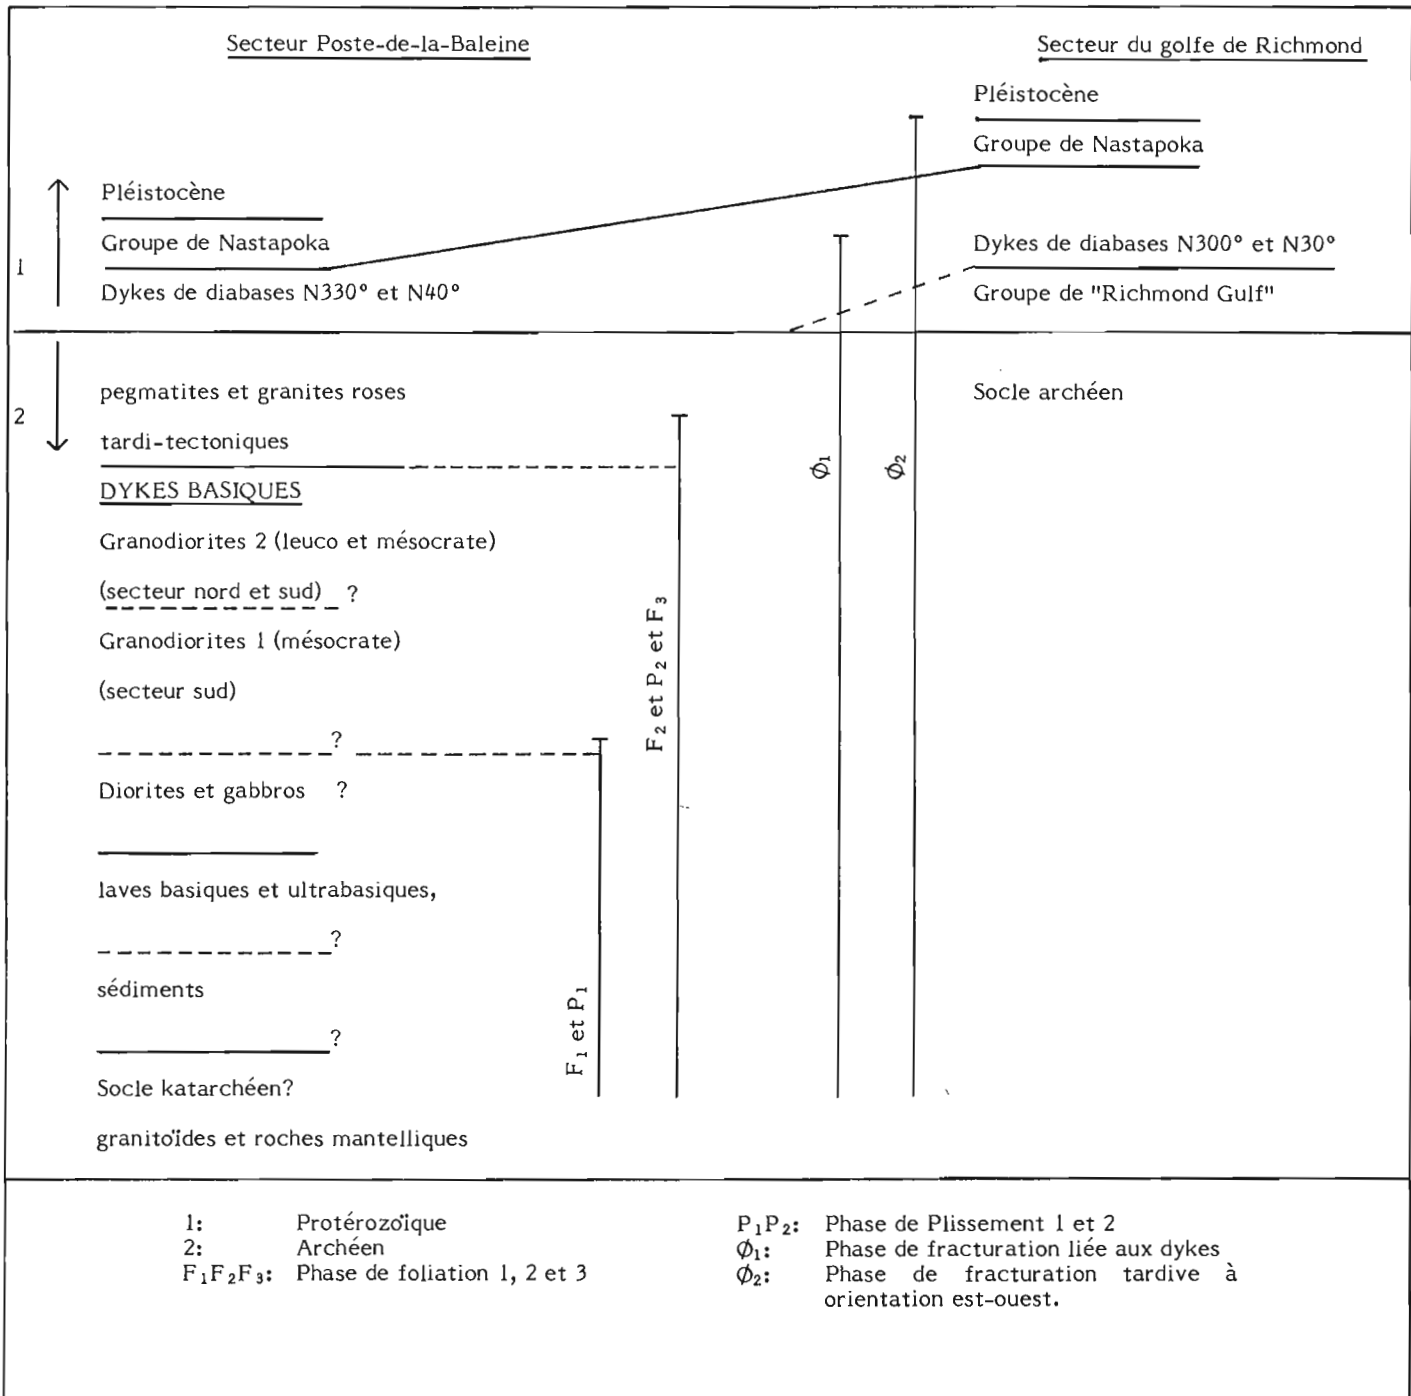 Secteur Poste-de-la-Baleine
Secteur du golfe de Richmond
Pléistocène
Groupe de Nastapoka
Pléistocène
Groupe de Nastapoka
Dykes de diabases N330° et N40°
Dykes de diabases N300° et N30°
Groupe de "Richmond Gulf"
1
2
pegmatites et granites roses
tardi-tectoniques
Socle archéen
DYKES BASIQUES
Granodiorites 2 (leuco et mésocrate)
(secteur nord et sud) ?
Granodiorites 1 (mésocrate)
(secteur sud)
?
Diorites et gabbros ?
laves basiques et ultrabasiques,
?
sédiments
?
Socle katarchéen?
granitoïdes et roches mantelliques
F₁ et P₁
F₂ et P₂ et F₃
Ø₁
Ø₂
1: Protérozoïque
2: Archéen
F₁F₂F₃: Phase de foliation 1, 2 et 3
P₁P₂: Phase de Plissement 1 et 2
Ø₁: Phase de fracturation liée aux dykes
Ø₂: Phase de fracturation tardive à
orientation est-ouest.